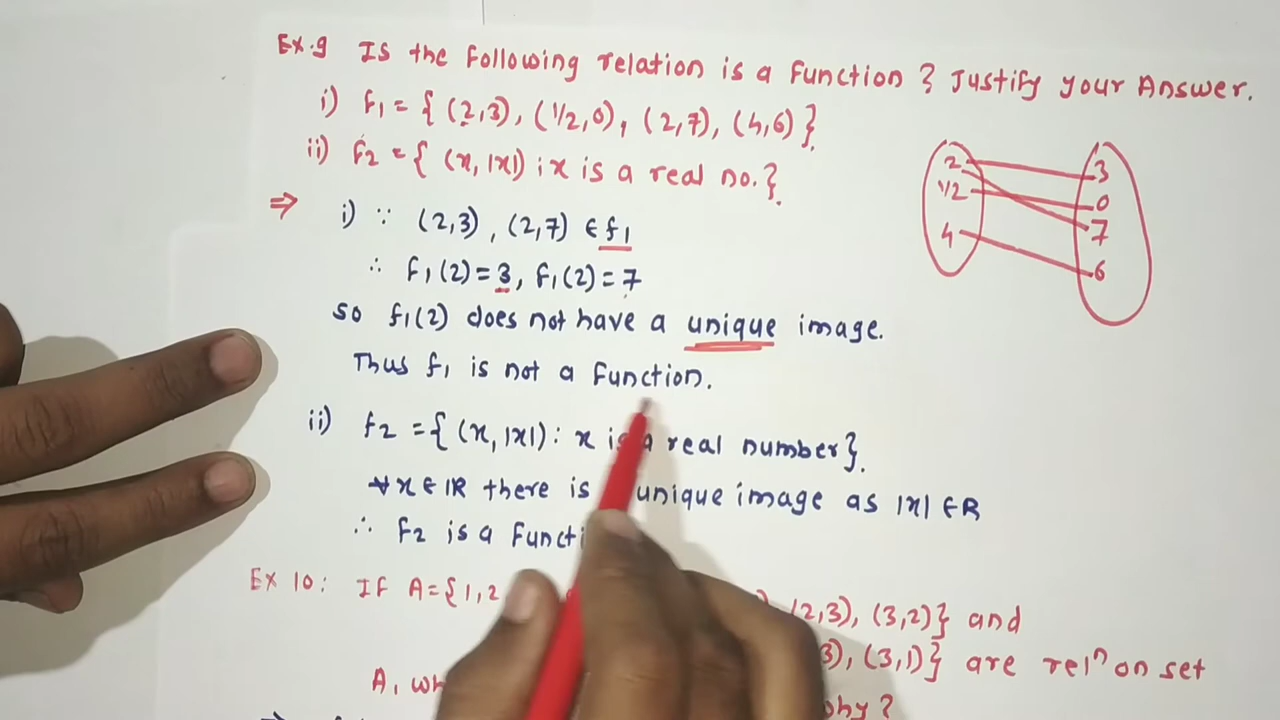 Ex.9 Is the following relation is a function ? Justify your Answer.
i) f1 = { (2,3), (1/2,0), (2,7), (4,6) }.
ii) f2 = { (x, |x|) ; x is a real no. }.
2 3
1/2 0
7
4 6
⇒ i) ∵ (2,3), (2,7) ∈ f1
∴ f1(2) = 3, f1(2) = 7
so f1(2) does not have a unique image.
Thus f1 is not a function.
ii) f2 = { (x, |x|) : x is a real number }.
∀ x ∈ IR there is unique image as |x| ∈ R
∴ f2 is a Functi
Ex 10: If A = {1, 2 (2,3), (3,2)} and
3), (3,1)} are relⁿ on set
A, wh why ?